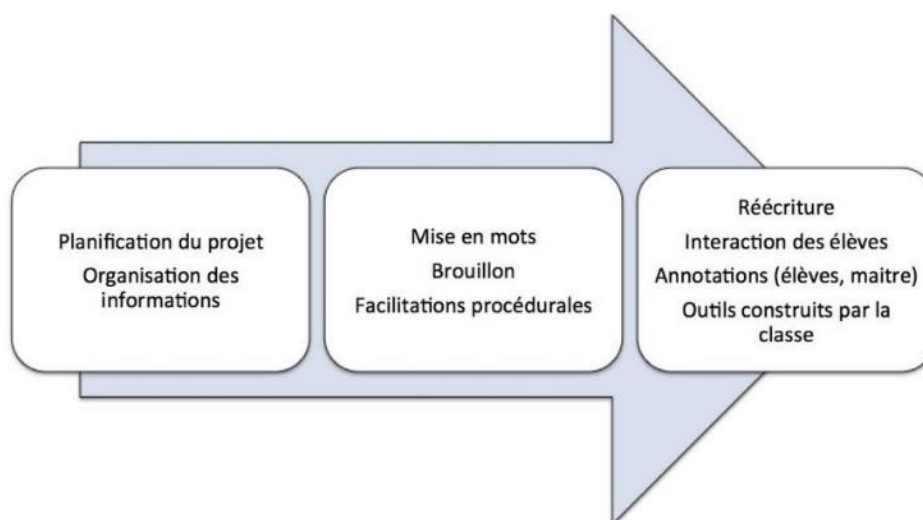 Planification du projet
Organisation des
informations
Mise en mots
Brouillon
Facilitations procédurales
Réécriture
Interaction des élèves
Annotations (élèves, maitre)
Outils construits par la
classe